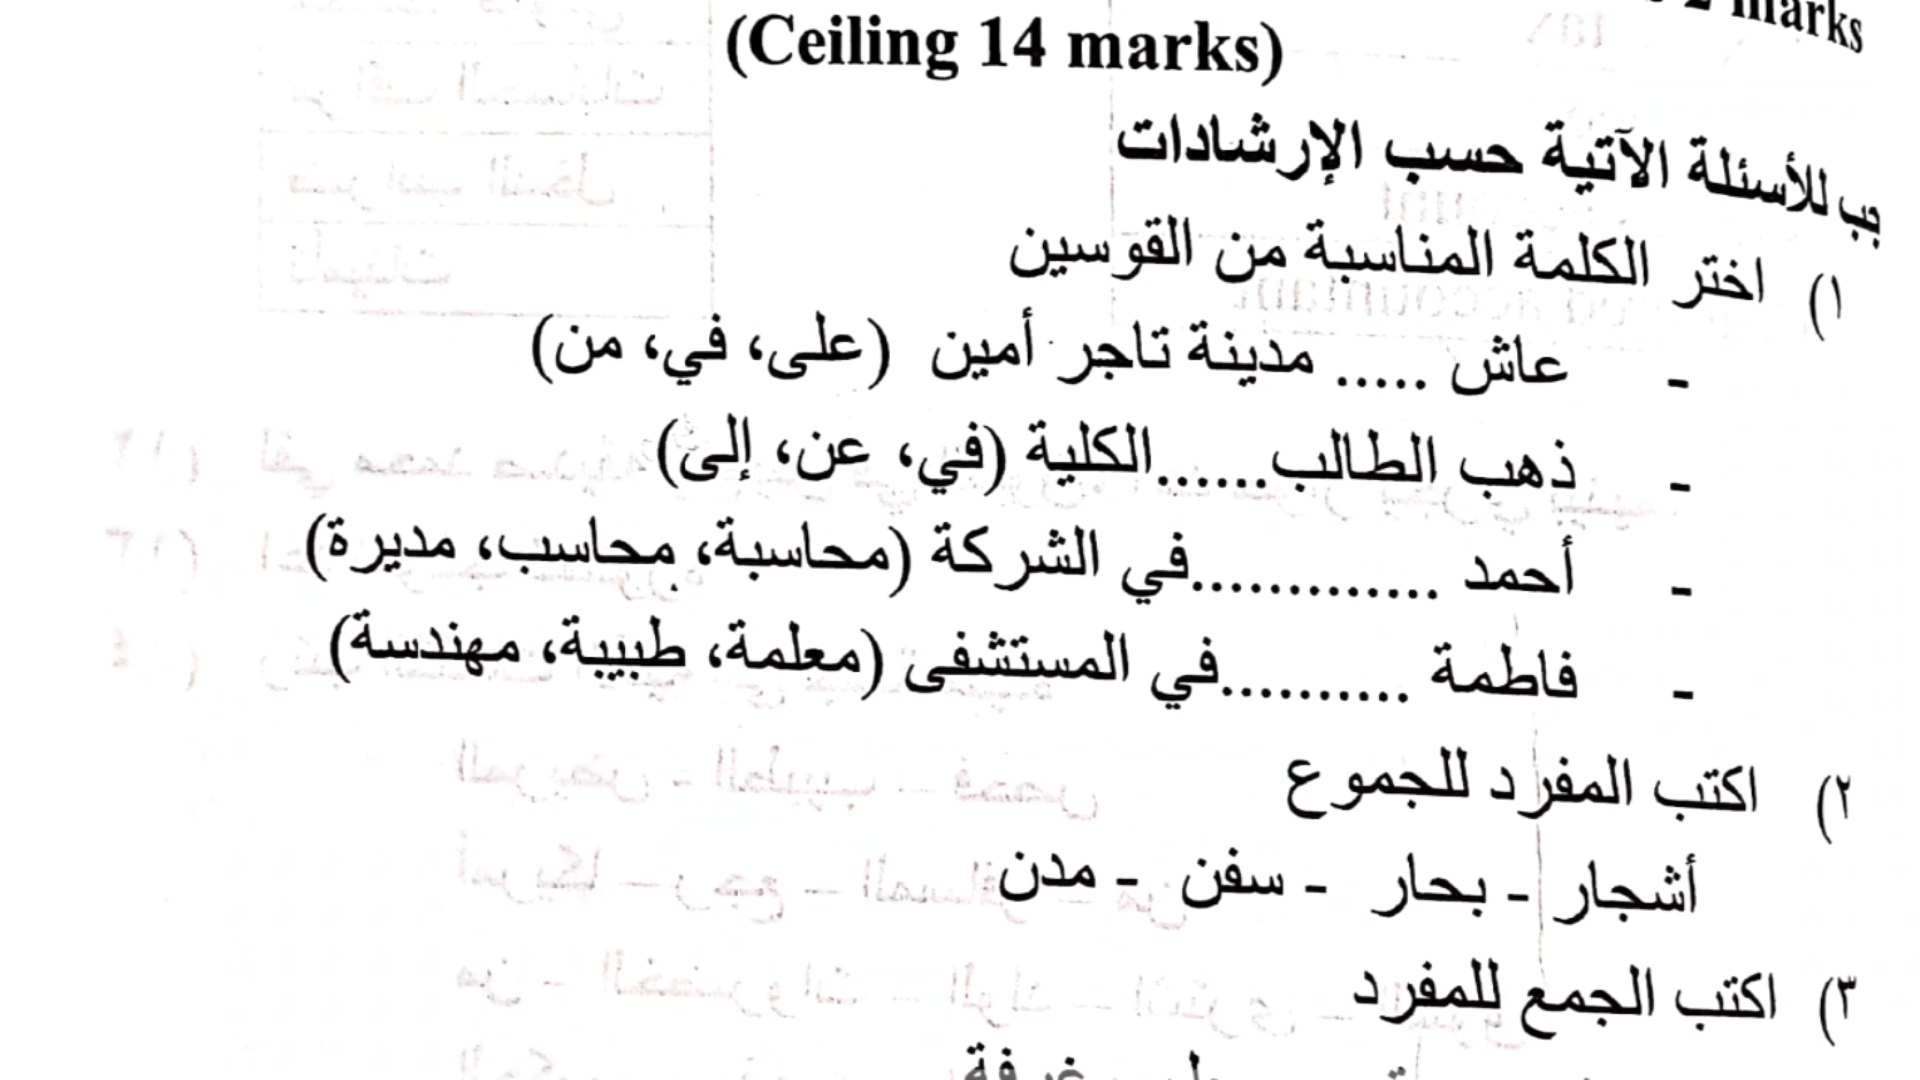 2 marks
(Ceiling 14 marks)
للأسئلة الآتية حسب الإرشادات
١) اختر الكلمة المناسبة من القوسين
- عاش ..... مدينة تاجر أمين (على، في، من)
- ذهب الطالب......الكلية (في، عن، إلى)
- أحمد .............في الشركة (محاسبة، محاسب، مديرة)
- فاطمة ..........في المستشفى (معلمة، طبيبة، مهندسة)
٢) اكتب المفرد للجموع
أشجار - بحار - سفن - مدن
٣) اكتب الجمع للمفرد
غرفة